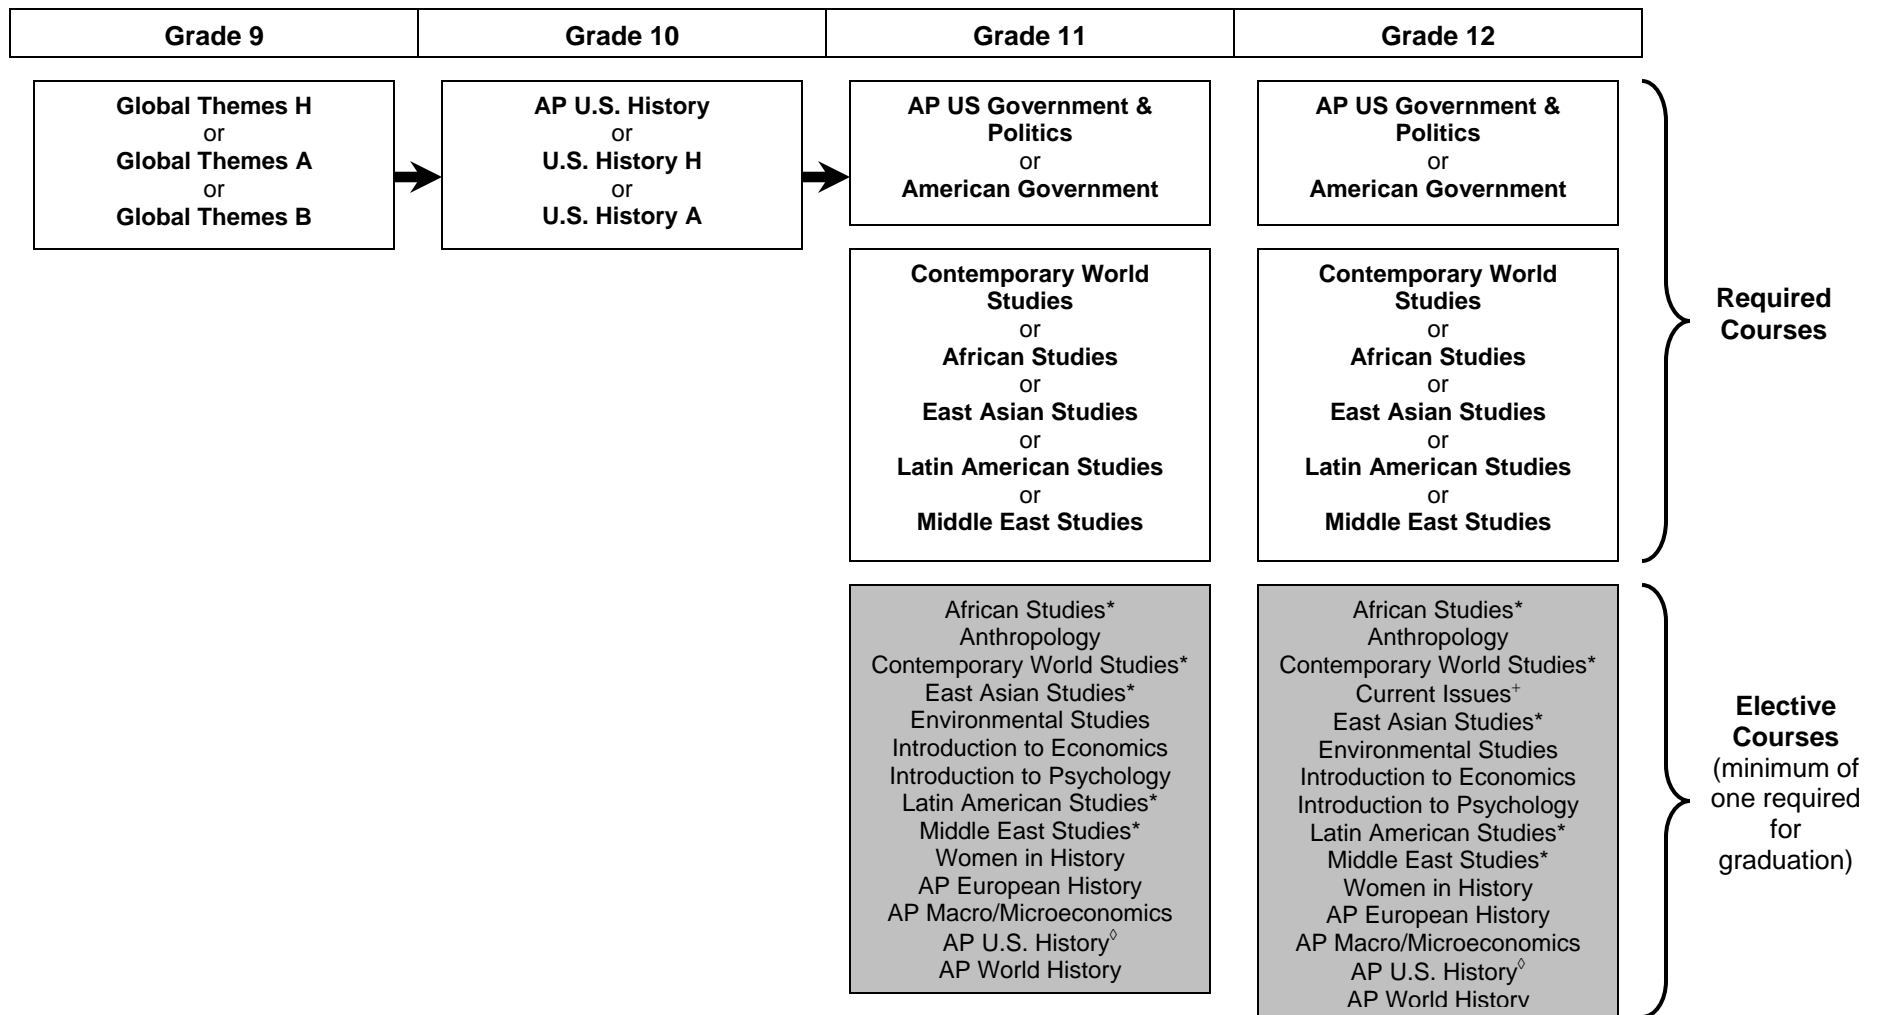 Grade 9
Grade 10
Grade 11
Grade 12
Global Themes H
or
Global Themes A
or
Global Themes B
AP U.S. History
or
U.S. History H
or
U.S. History A
AP US Government &
Politics
or
American Government
AP US Government &
Politics
or
American Government
Contemporary World
Studies
or
African Studies
or
East Asian Studies
or
Latin American Studies
or
Middle East Studies
Contemporary World
Studies
or
African Studies
or
East Asian Studies
or
Latin American Studies
or
Middle East Studies
Required
Courses
African Studies*
Anthropology
Contemporary World Studies*
East Asian Studies*
Environmental Studies
Introduction to Economics
Introduction to Psychology
Latin American Studies*
Middle East Studies*
Women in History
AP European History
AP Macro/Microeconomics
AP U.S. History◊
AP World History
African Studies*
Anthropology
Contemporary World Studies*
Current Issues+
East Asian Studies*
Environmental Studies
Introduction to Economics
Introduction to Psychology
Latin American Studies*
Middle East Studies*
Women in History
AP European History
AP Macro/Microeconomics
AP U.S. History◊
AP World History
Elective
Courses
(minimum of
one required
for
graduation)